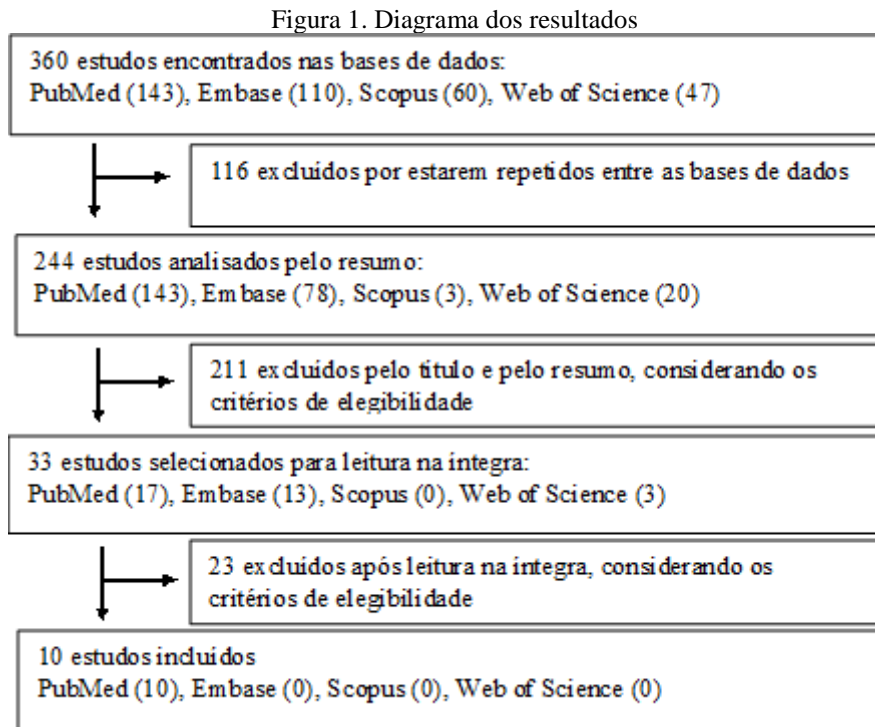 Figura 1. Diagrama dos resultados
360 estudos encontrados nas bases de dados:
PubMed (143), Embase (110), Scopus (60), Web of Science (47)
116 excluídos por estarem repetidos entre as bases de dados
244 estudos analisados pelo resumo:
PubMed (143), Embase (78), Scopus (3), Web of Science (20)
211 excluídos pelo título e pelo resumo, considerando os
critérios de elegibilidade
33 estudos selecionados para leitura na íntegra:
PubMed (17), Embase (13), Scopus (0), Web of Science (3)
23 excluídos após leitura na íntegra, considerando os
critérios de elegibilidade
10 estudos incluídos
PubMed (10), Embase (0), Scopus (0), Web of Science (0)